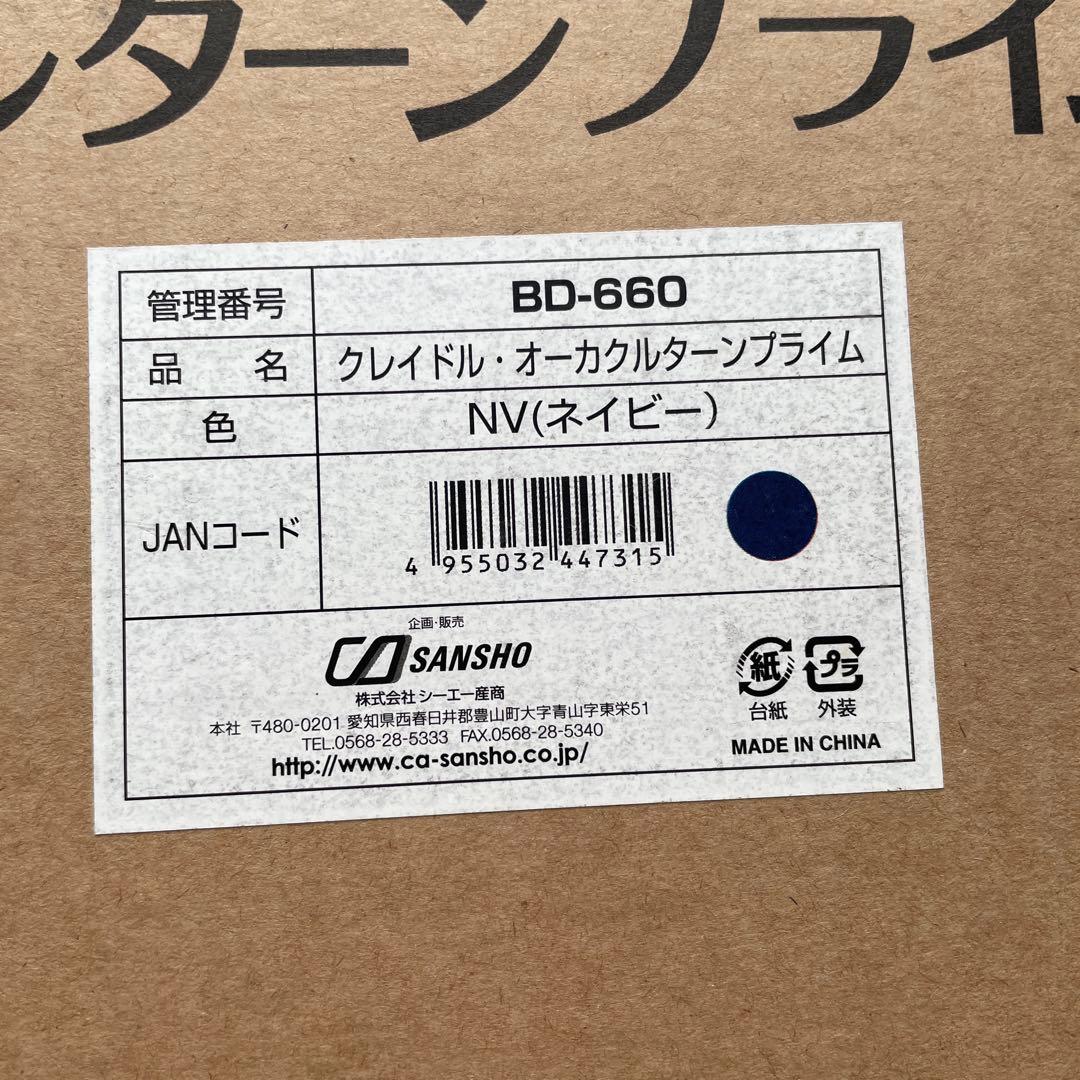 ルターンプライム
管理番号 BD-660
品 名 クレイドル・オーカクルターンプライム
色 NV(ネイビー)
JANコード
4 955032 447315
企画・販売
CA SANSHO
株式会社 シーエー産商
本社 〒480-0201 愛知県西春日井郡豊山町大字青山字東栄51
TEL.0568-28-5333 FAX.0568-28-5340
http://www.ca-sansho.co.jp/
紙 プラ
台紙 外装
MADE IN CHINA